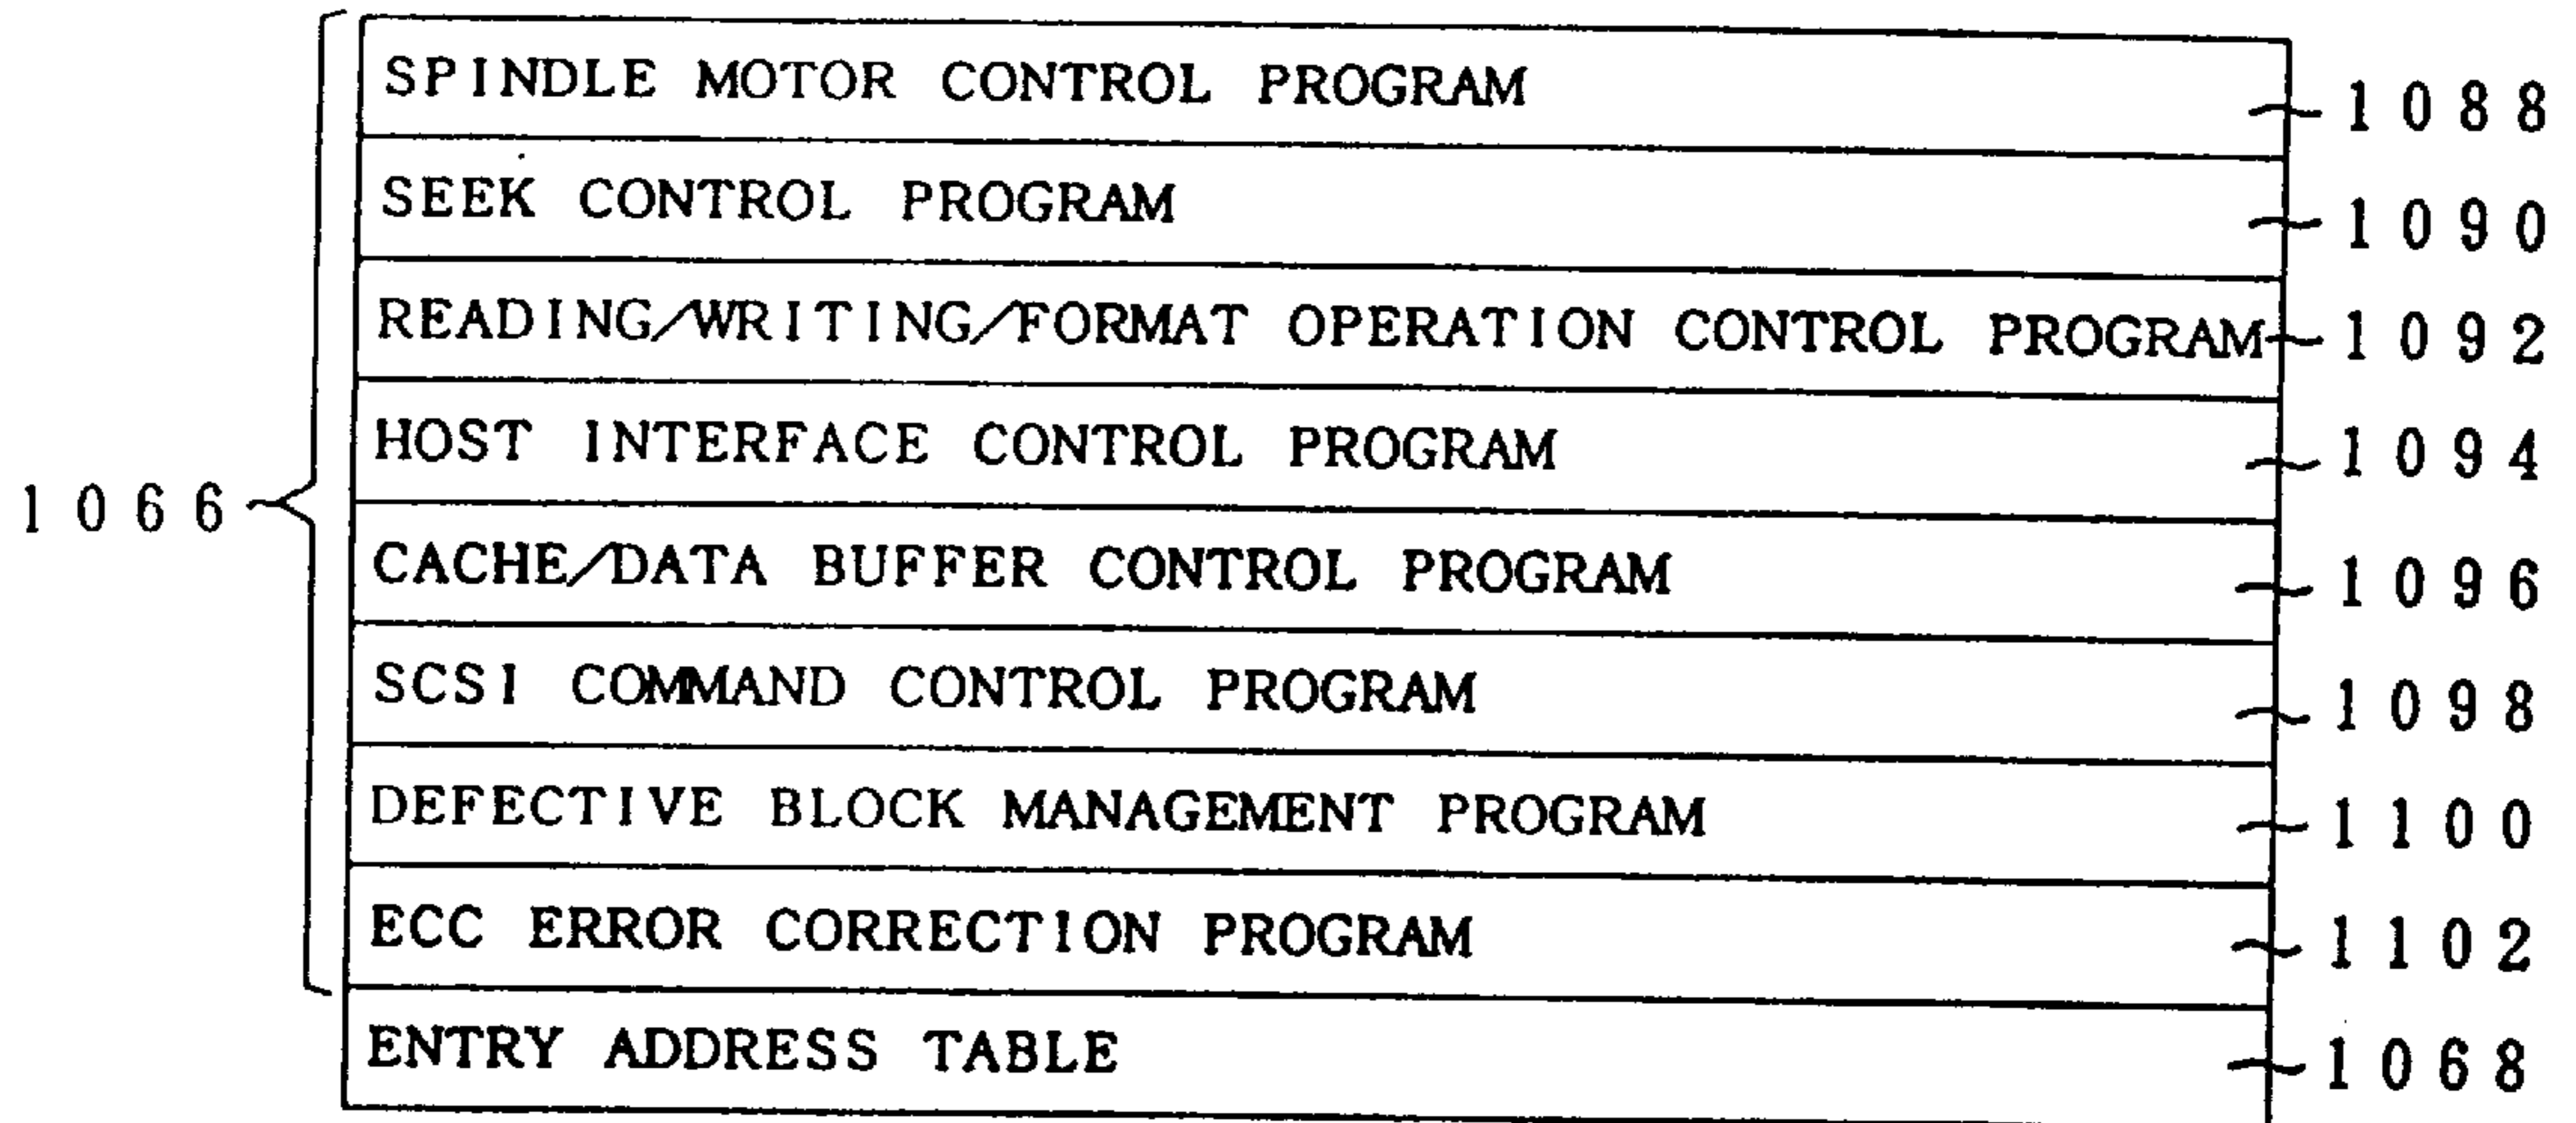 SPINDLE MOTOR CONTROL PROGRAM 1088
SEEK CONTROL PROGRAM 1090
READING/WRITING/FORMAT OPERATION CONTROL PROGRAM 1092
HOST INTERFACE CONTROL PROGRAM 1094
1066
CACHE/DATA BUFFER CONTROL PROGRAM 1096
SCSI COMMAND CONTROL PROGRAM 1098
DEFECTIVE BLOCK MANAGEMENT PROGRAM 1100
ECC ERROR CORRECTION PROGRAM 1102
ENTRY ADDRESS TABLE 1068